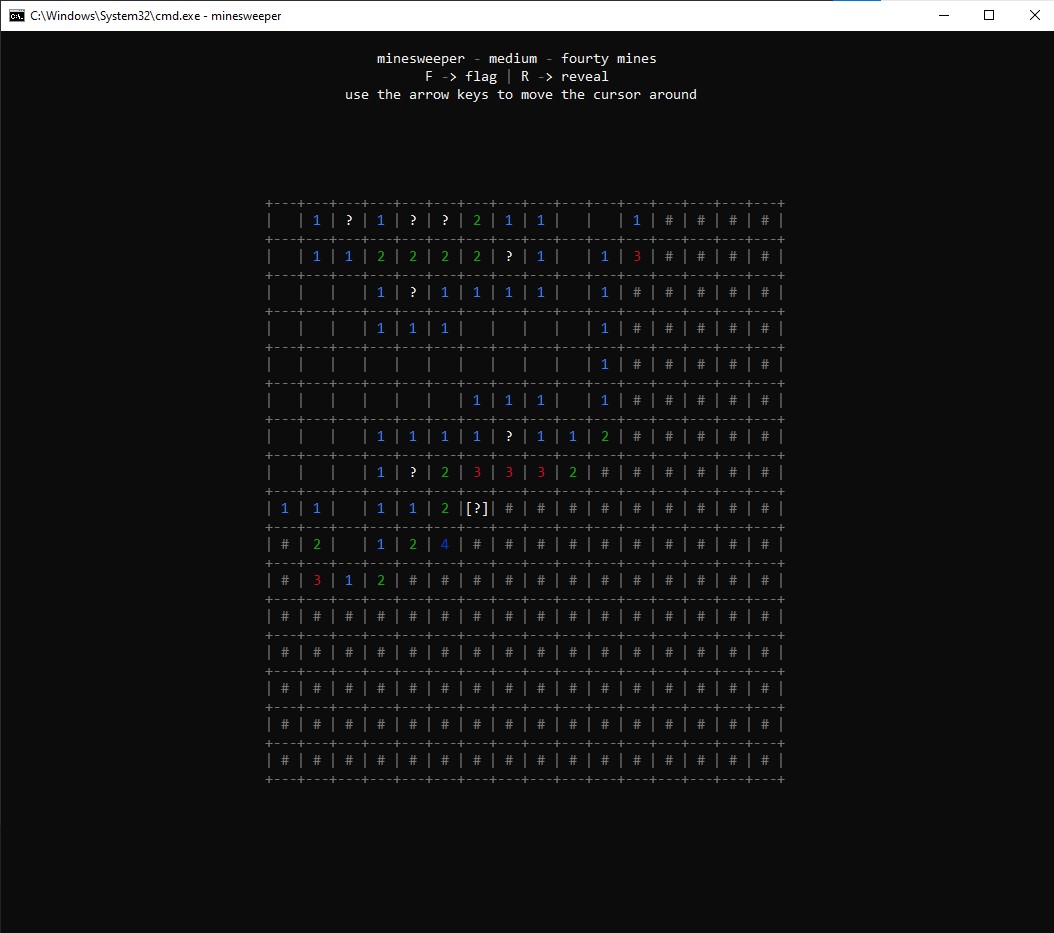 C:\Windows\System32\cmd.exe - minesweeper
minesweeper - medium - fourty mines
F -> flag | R -> reveal
use the arrow keys to move the cursor around
+---+---+---+---+---+---+---+---+---+---+---+---+---+---+---+---+
|   | 1 | ? | 1 | ? | ? | 2 | 1 | 1 |   |   | 1 | # | # | # | # |
+---+---+---+---+---+---+---+---+---+---+---+---+---+---+---+---+
|   | 1 | 1 | 2 | 2 | 2 | 2 | ? | 1 |   | 1 | 3 | # | # | # | # |
+---+---+---+---+---+---+---+---+---+---+---+---+---+---+---+---+
|   |   |   | 1 | ? | 1 | 1 | 1 | 1 |   | 1 | # | # | # | # | # |
+---+---+---+---+---+---+---+---+---+---+---+---+---+---+---+---+
|   |   |   | 1 | 1 | 1 |   |   |   |   | 1 | # | # | # | # | # |
+---+---+---+---+---+---+---+---+---+---+---+---+---+---+---+---+
|   |   |   |   |   |   |   |   |   |   | 1 | # | # | # | # | # |
+---+---+---+---+---+---+---+---+---+---+---+---+---+---+---+---+
|   |   |   |   |   |   | 1 | 1 | 1 |   | 1 | # | # | # | # | # |
+---+---+---+---+---+---+---+---+---+---+---+---+---+---+---+---+
|   |   |   | 1 | 1 | 1 | 1 | ? | 1 | 1 | 2 | # | # | # | # | # |
+---+---+---+---+---+---+---+---+---+---+---+---+---+---+---+---+
|   |   |   | 1 | ? | 2 | 3 | 3 | 3 | 2 | # | # | # | # | # | # |
+---+---+---+---+---+---+---+---+---+---+---+---+---+---+---+---+
| 1 | 1 |   | 1 | 1 | 2 |[?]| # | # | # | # | # | # | # | # | # |
+---+---+---+---+---+---+---+---+---+---+---+---+---+---+---+---+
| # | 2 |   | 1 | 2 | 4 | # | # | # | # | # | # | # | # | # | # |
+---+---+---+---+---+---+---+---+---+---+---+---+---+---+---+---+
| # | 3 | 1 | 2 | # | # | # | # | # | # | # | # | # | # | # | # |
+---+---+---+---+---+---+---+---+---+---+---+---+---+---+---+---+
| # | # | # | # | # | # | # | # | # | # | # | # | # | # | # | # |
+---+---+---+---+---+---+---+---+---+---+---+---+---+---+---+---+
| # | # | # | # | # | # | # | # | # | # | # | # | # | # | # | # |
+---+---+---+---+---+---+---+---+---+---+---+---+---+---+---+---+
| # | # | # | # | # | # | # | # | # | # | # | # | # | # | # | # |
+---+---+---+---+---+---+---+---+---+---+---+---+---+---+---+---+
| # | # | # | # | # | # | # | # | # | # | # | # | # | # | # | # |
+---+---+---+---+---+---+---+---+---+---+---+---+---+---+---+---+
| # | # | # | # | # | # | # | # | # | # | # | # | # | # | # | # |
+---+---+---+---+---+---+---+---+---+---+---+---+---+---+---+---+